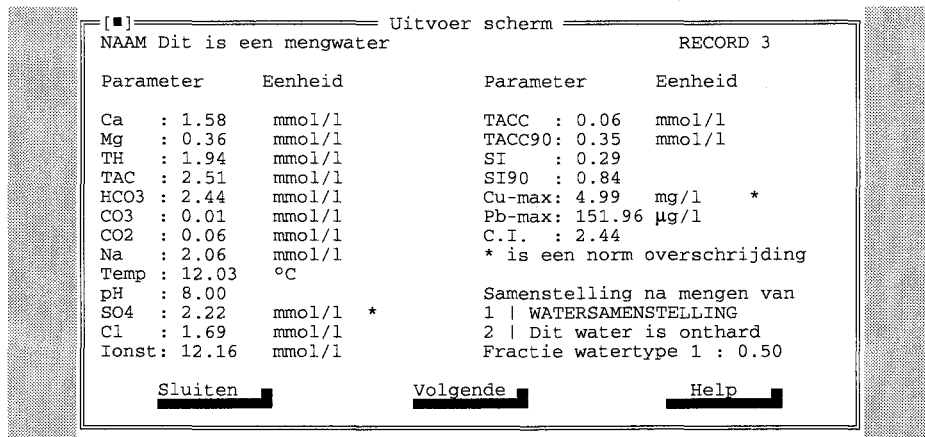 [■] Uitvoer scherm
NAAM Dit is een mengwater RECORD 3
Parameter Eenheid Parameter Eenheid
Ca : 1.58 mmol/l TACC : 0.06 mmol/l
Mg : 0.36 mmol/l TACC90: 0.35 mmol/l
TH : 1.94 mmol/l SI : 0.29
TAC : 2.51 mmol/l SI90 : 0.84
HCO3 : 2.44 mmol/l Cu-max: 4.99 mg/l *
CO3 : 0.01 mmol/l Pb-max: 151.96 µg/l
CO2 : 0.06 mmol/l C.I. : 2.44
Na : 2.06 mmol/l * is een norm overschrijding
Temp : 12.03 °C
pH : 8.00 Samenstelling na mengen van
SO4 : 2.22 mmol/l * 1 | WATERSAMENSTELLING
Cl : 1.69 mmol/l 2 | Dit water is onthard
Ionst: 12.16 mmol/l Fractie watertype 1 : 0.50
Sluiten Volgende Help